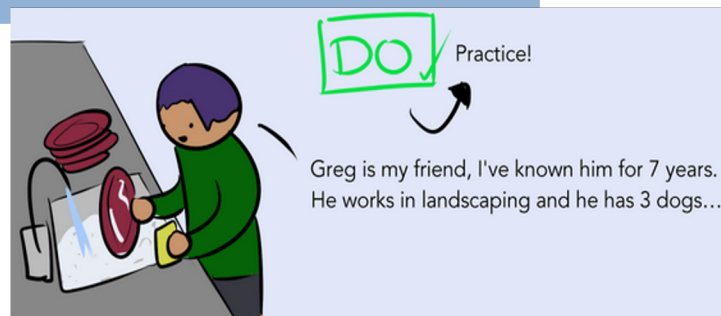 DO
Practice!
Greg is my friend, I've known him for 7 years.
He works in landscaping and he has 3 dogs...